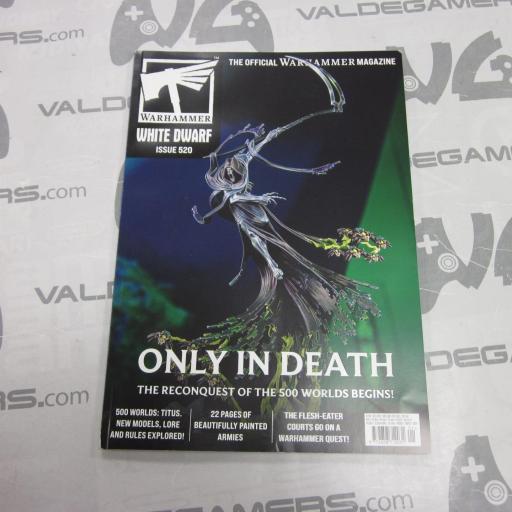 VALDEGAMERS.com
THE OFFICIAL WARHAMMER MAGAZINE
WARHAMMER
WHITE DWARF
ISSUE 520
ONLY IN DEATH
THE RECONQUEST OF THE 500 WORLDS BEGINS!
500 WORLDS: TITUS.
NEW MODELS, LORE
AND RULES EXPLORED!
22 PAGES OF
BEAUTIFULLY PAINTED
ARMIES
THE FLESH-EATER
COURTS GO ON A
WARHAMMER QUEST!